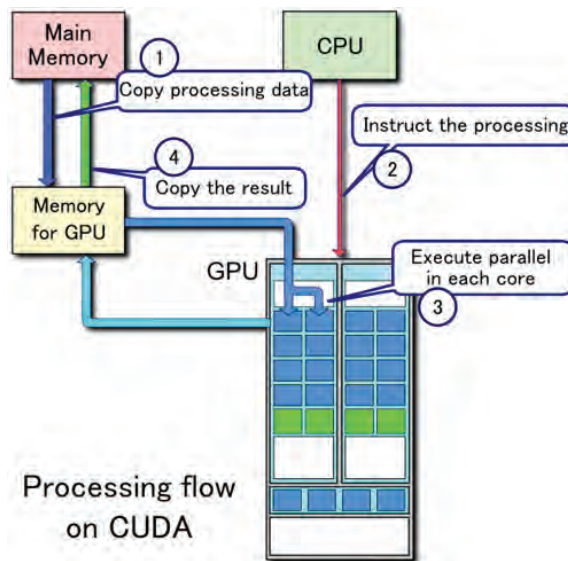 Main
Memory
1
Copy processing data
CPU
Instruct the processing
2
4
Copy the result
Memory
for GPU
GPU
Execute parallel
in each core
3
Processing flow
on CUDA